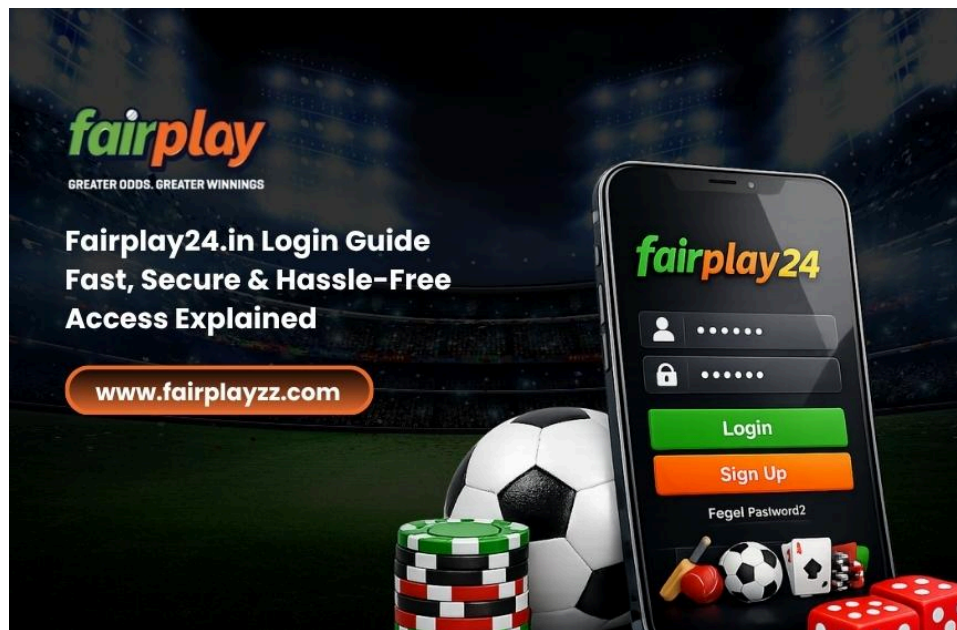 fairplay
GREATER ODDS. GREATER WINNINGS
Fairplay24.in Login Guide
Fast, Secure & Hassle-Free
Access Explained
www.fairplayzz.com
fairplay24
Login
Sign Up
Fegel Pastword2